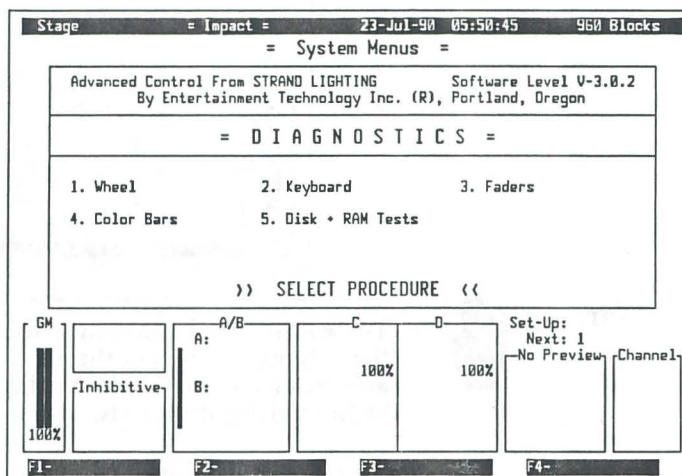 Stage = Impact = 23-Jul-90 05:50:45 960 Blocks
= System Menus =
Advanced Control From STRAND LIGHTING Software Level V-3.0.2
By Entertainment Technology Inc. (R), Portland, Oregon
= D I A G N O S T I C S =
1. Wheel 2. Keyboard 3. Faders
4. Color Bars 5. Disk + RAM Tests
>> SELECT PROCEDURE <<
GM A/B C D Set-Up:
A: Next: 1
No Preview Channel
100% 100%
Inhibitive B:
100%
F1- F2- F3- F4-